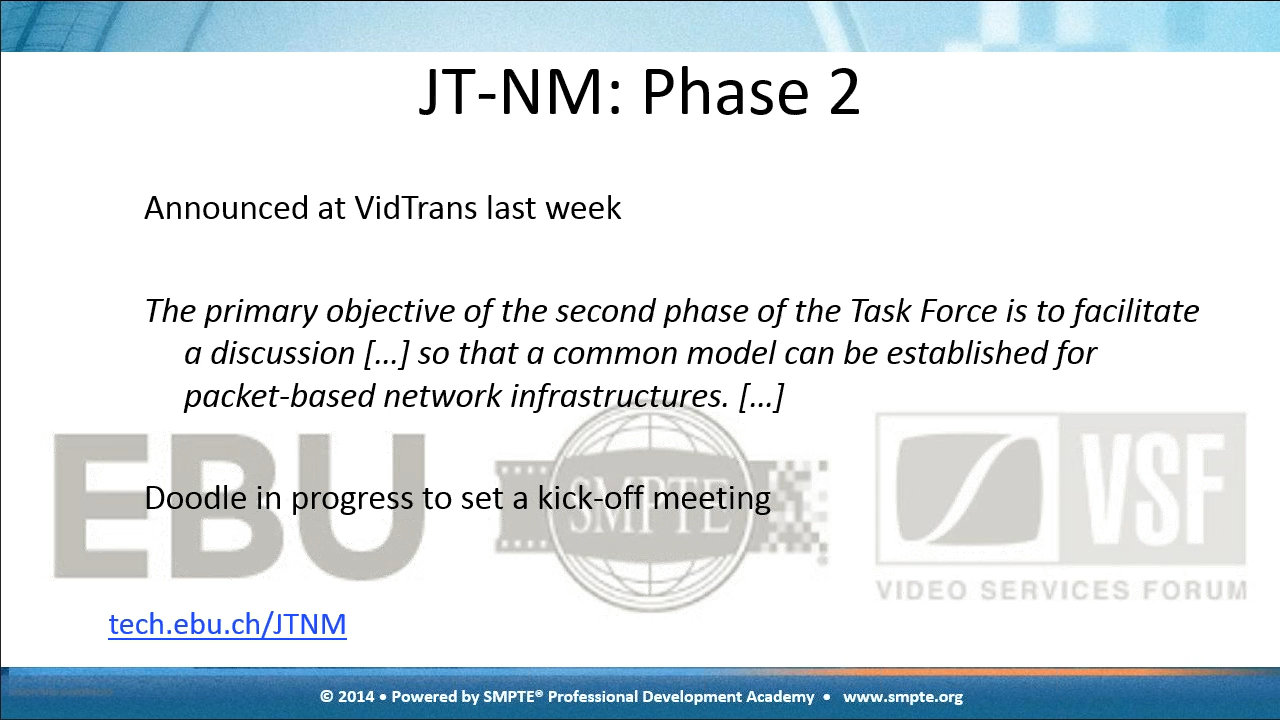 JT-NM: Phase 2
Announced at VidTrans last week
The primary objective of the second phase of the Task Force is to facilitate
a discussion […] so that a common model can be established for
packet-based network infrastructures. […]
EBU
SMPTE
VSF
Doodle in progress to set a kick-off meeting
VIDEO SERVICES FORUM
tech.ebu.ch/JTNM
© 2014 • Powered by SMPTE® Professional Development Academy • www.smpte.org